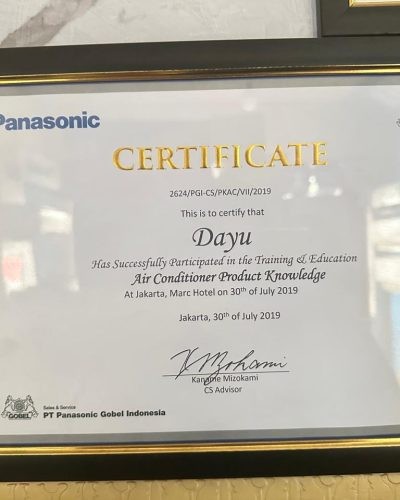 Panasonic
CERTIFICATE
2624/PGI-CS/PKAC/VII/2019
This is to certify that
Dayu
Has Successfully Participated in the Training & Education
Air Conditioner Product Knowledge
At Jakarta, Marc Hotel on 30th of July 2019
Jakarta, 30th of July 2019
K Mizokami
Kaname Mizokami
CS Advisor
GOBEL
Sales & Service
PT Panasonic Gobel Indonesia